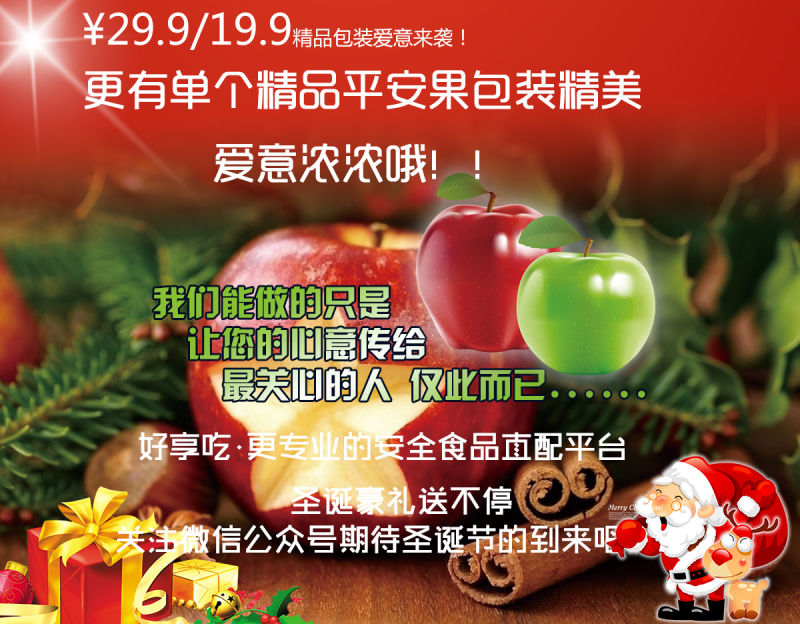 ¥29.9/19.9精品包装爱意来袭！
更有单个精品平安果包装精美
爱意浓浓哦！！
我们能做的只是
让您的心意传给
最关心的人 仅此而已......
好享吃·更专业的安全食品直配平台
圣诞豪礼送不停
Merry Christmas!
关注微信公众号期待圣诞节的到来吧